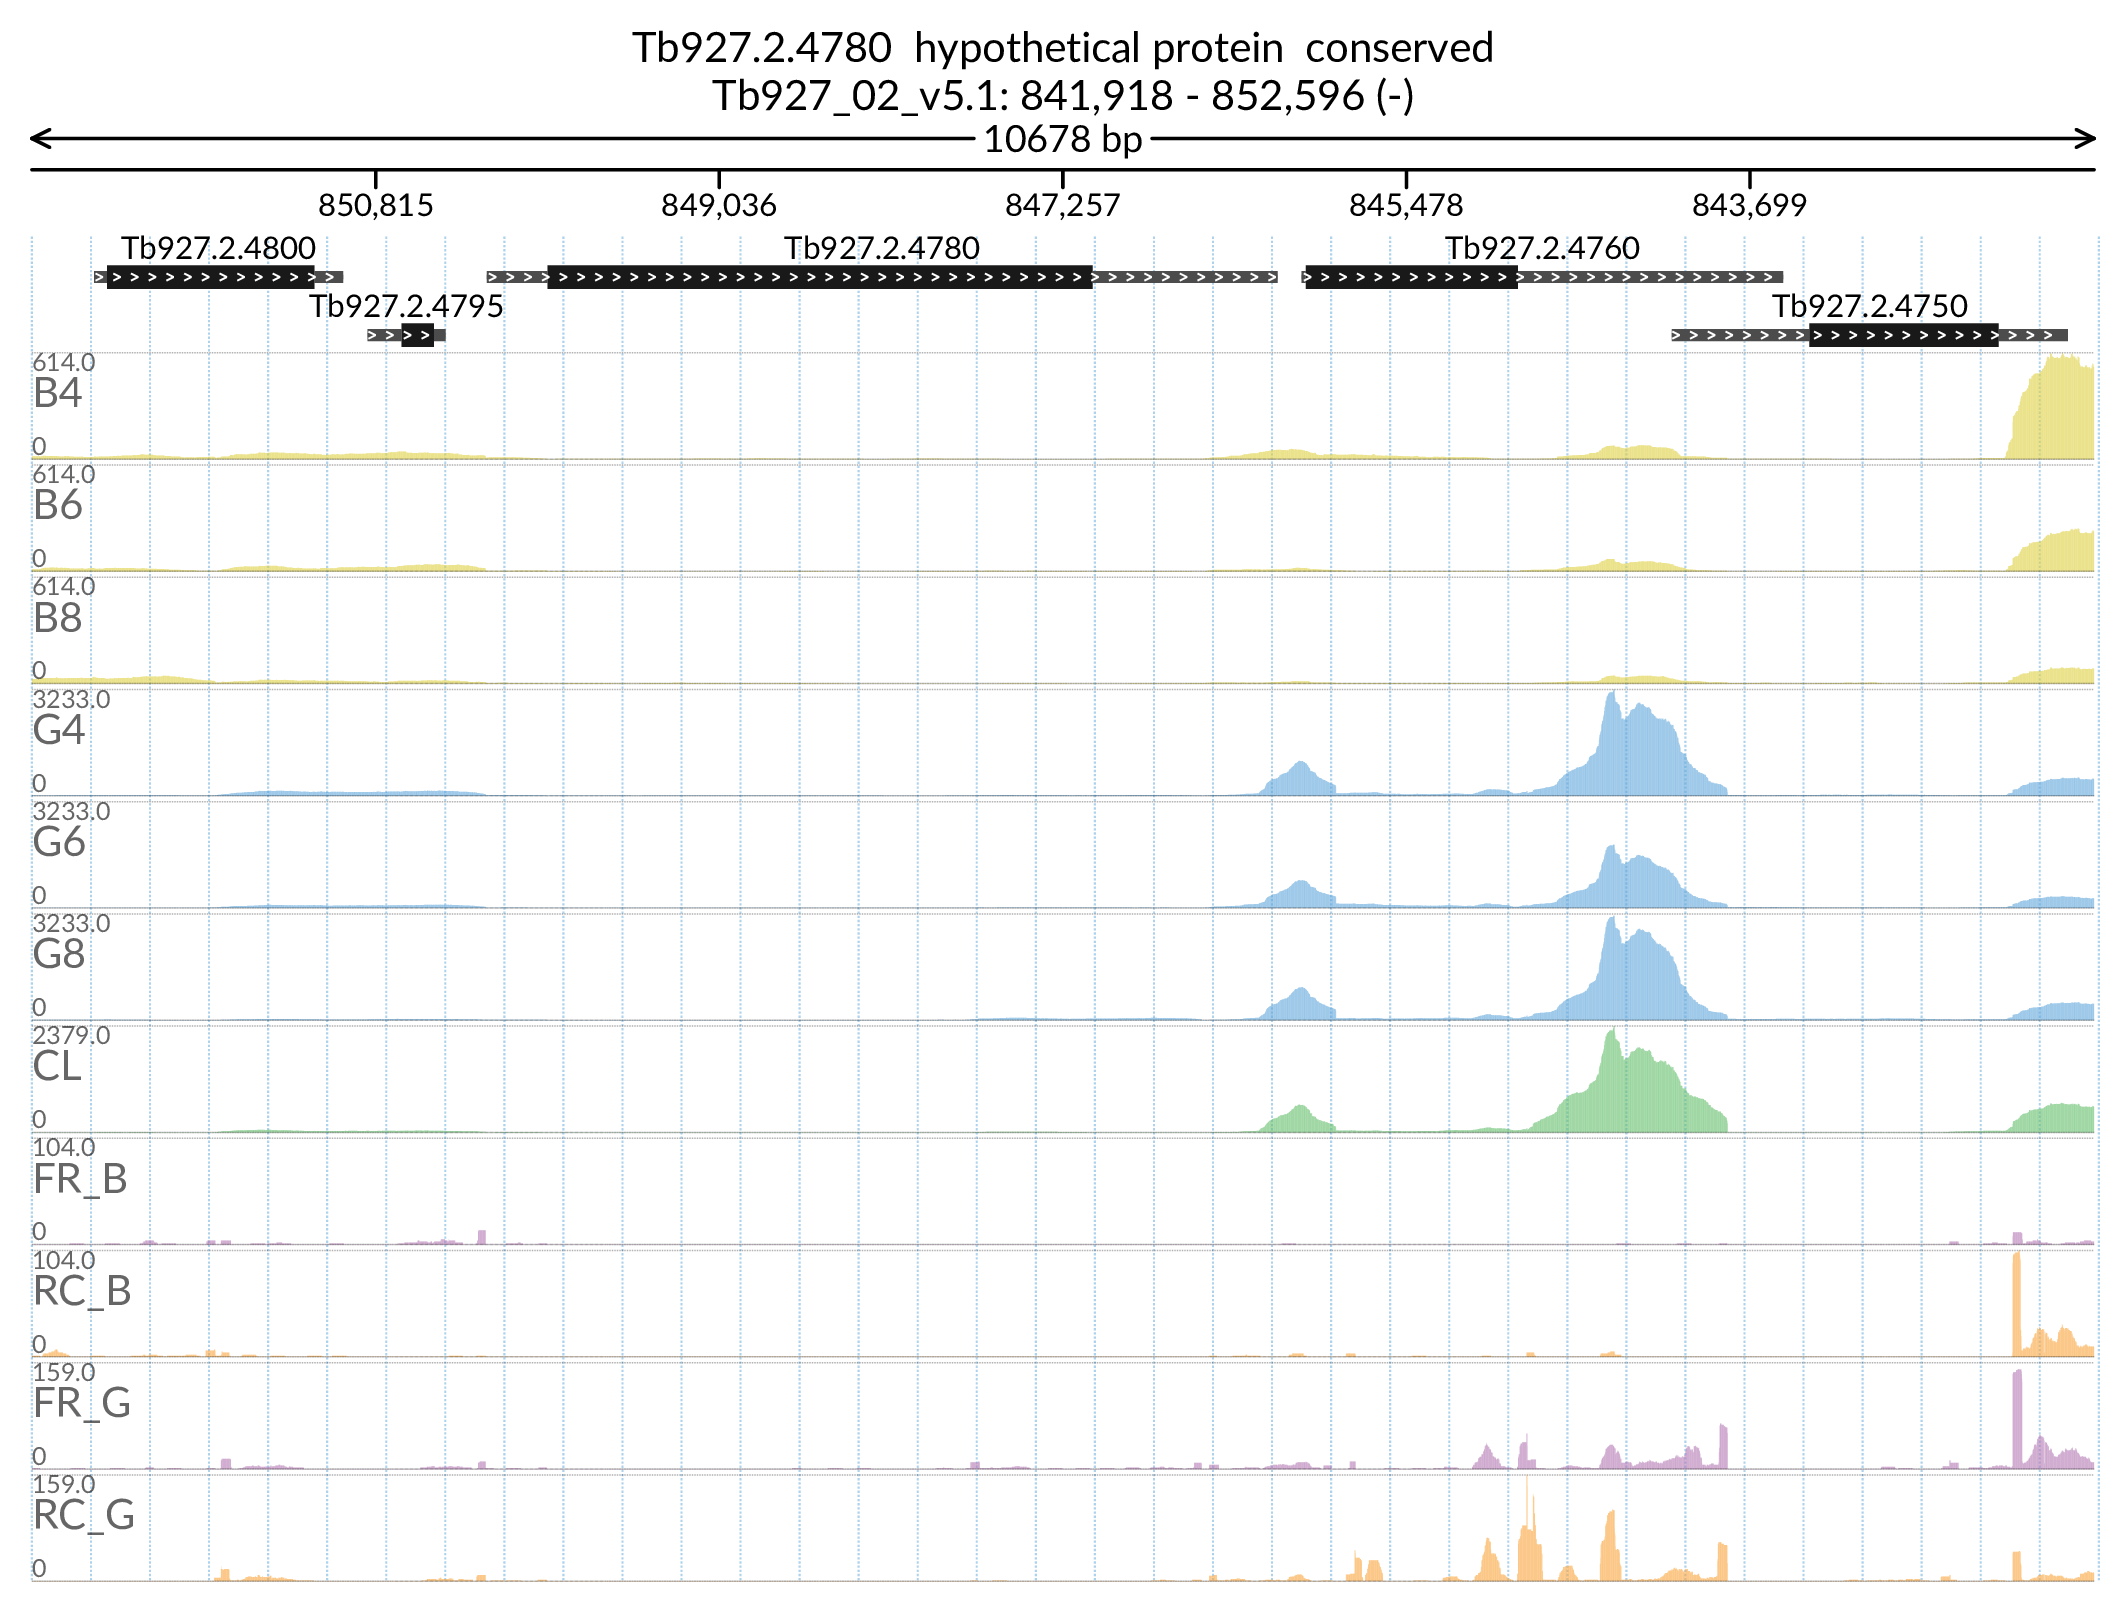 Tb927.2.4780 hypothetical protein conserved
Tb927_02_v5.1: 841,918 - 852,596 (-)
10678 bp
850,815 849,036 847,257 845,478 843,699
Tb927.2.4800 Tb927.2.4780 Tb927.2.4760
Tb927.2.4795 Tb927.2.4750
614.0
B4
0
614.0
B6
0
614.0
B8
0
3233.0
G4
0
3233.0
G6
0
3233.0
G8
0
2379.0
CL
0
104.0
FR_B
0
104.0
RC_B
0
159.0
FR_G
0
159.0
RC_G
0